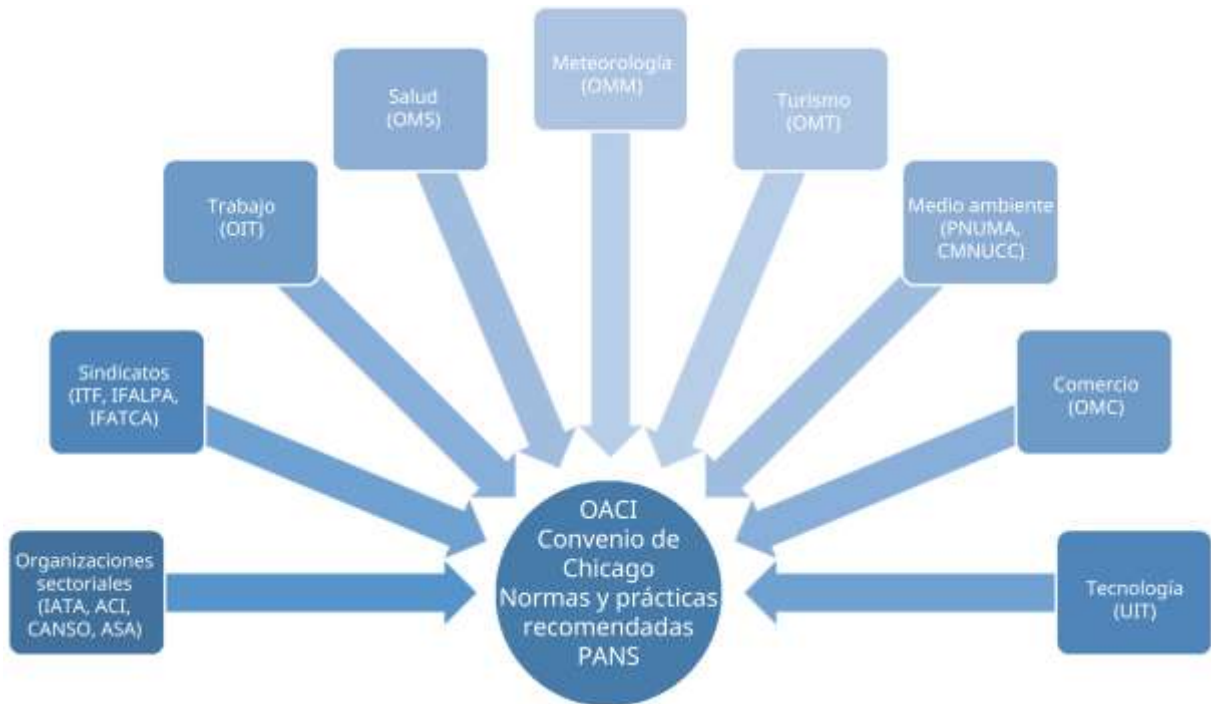 Meteorología
(OMM)
Salud
(OMS)
Turismo
(OMT)
Trabajo
(OIT)
Medio ambiente
(PNUMA,
CMNUCC)
Sindicatos
(ITF, IFALPA,
IFATCA)
Comercio
(OMC)
Organizaciones
sectoriales
(IATA, ACI,
CANSO, ASA)
OACI
Convenio de
Chicago
Normas y prácticas
recomendadas
PANS
Tecnología
(UIT)